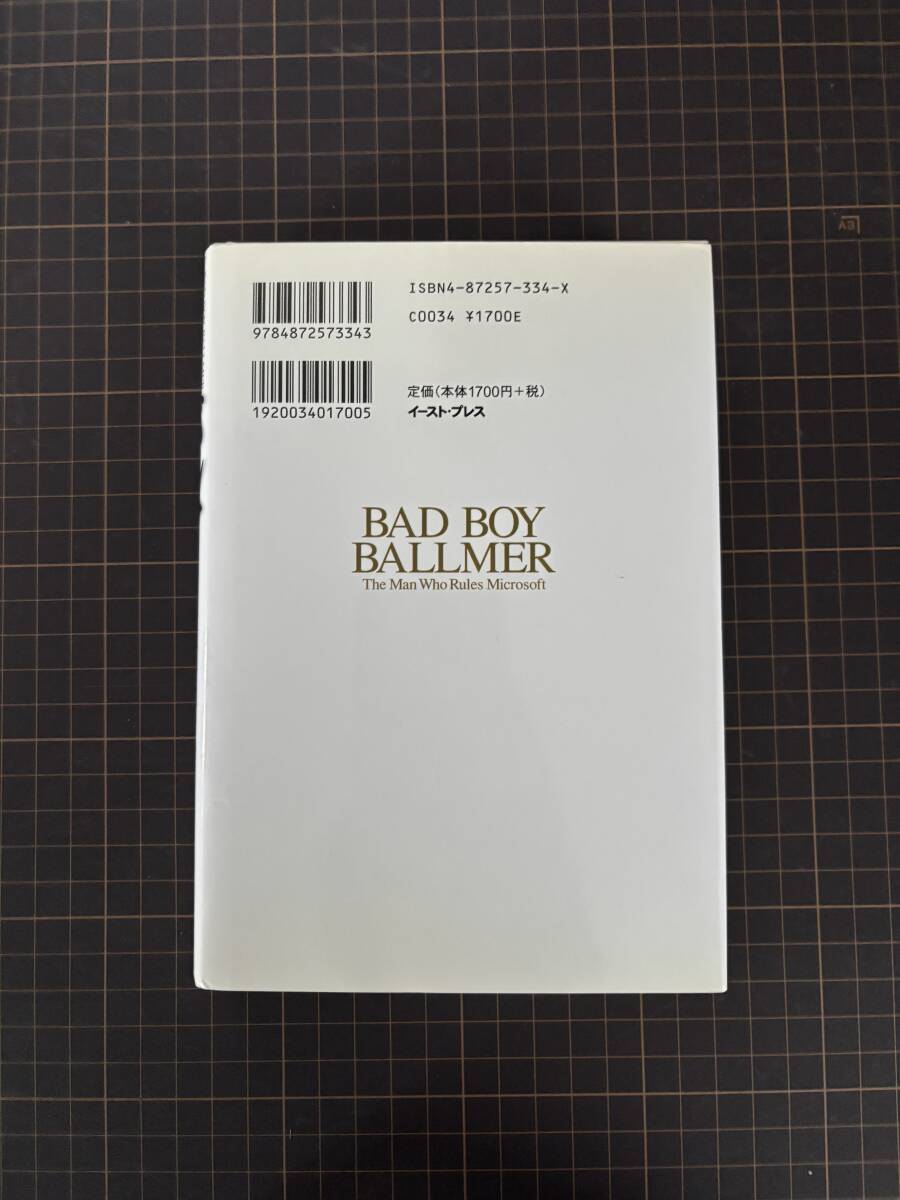 ISBN4-87257-334-X
C0034 ¥1700E
9784872573343
1920034017005
定価(本体1700円+税)
イースト・プレス
BAD BOY
BALLMER
The Man Who Rules Microsoft
A3